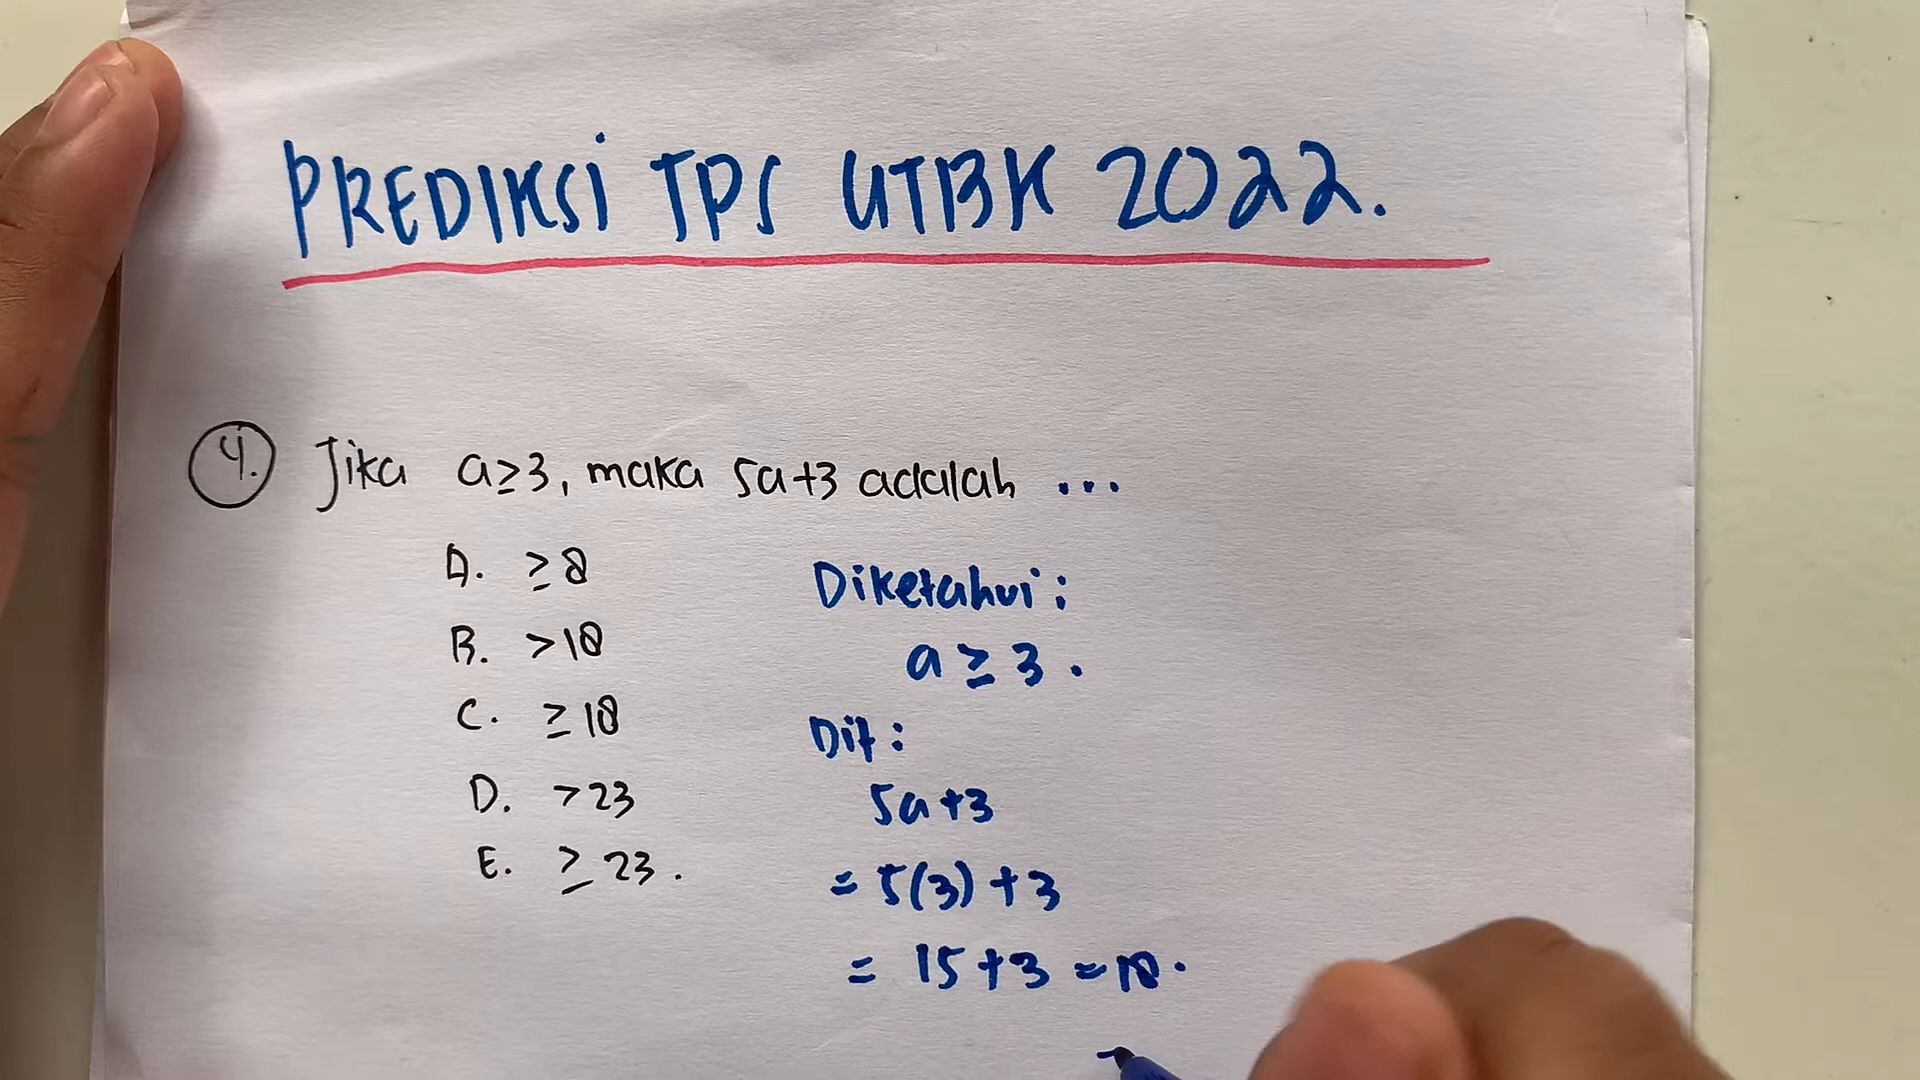 PREDIKSI TPS UTBK 2022.
4. Jika a≥3, maka 5a+3 adalah ...
A. ≥8
B. >18
C. ≥18
D. >23
E. ≥23.
Diketahui:
a≥3.
Dit:
5a+3
= 5(3)+3
= 15+3=18.